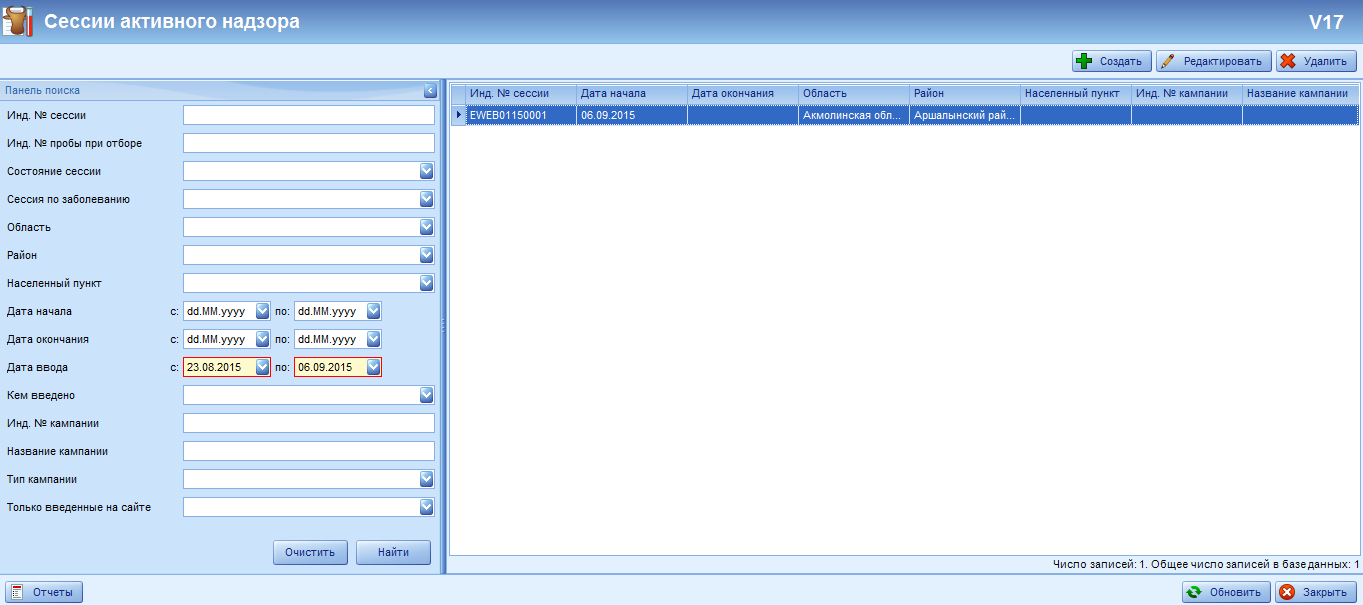 Сессии активного надзора V17
Создать Редактировать Удалить
Панель поиска
Инд. № сессии
Инд. № пробы при отборе
Состояние сессии
Сессия по заболеванию
Область
Район
Населенный пункт
Дата начала с: dd.MM.yyyy по: dd.MM.yyyy
Дата окончания с: dd.MM.yyyy по: dd.MM.yyyy
Дата ввода с: 23.08.2015 по: 06.09.2015
Кем введено
Инд. № кампании
Название кампании
Тип кампании
Только введенные на сайте
Очистить Найти
Инд. № сессии Дата начала Дата окончания Область Район Населенный пункт Инд. № кампании Название кампании
EWEB01150001 06.09.2015 Акмолинская обл... Аршалынский рай...
Число записей: 1. Общее число записей в базе данных: 1
Отчеты Обновить Закрыть